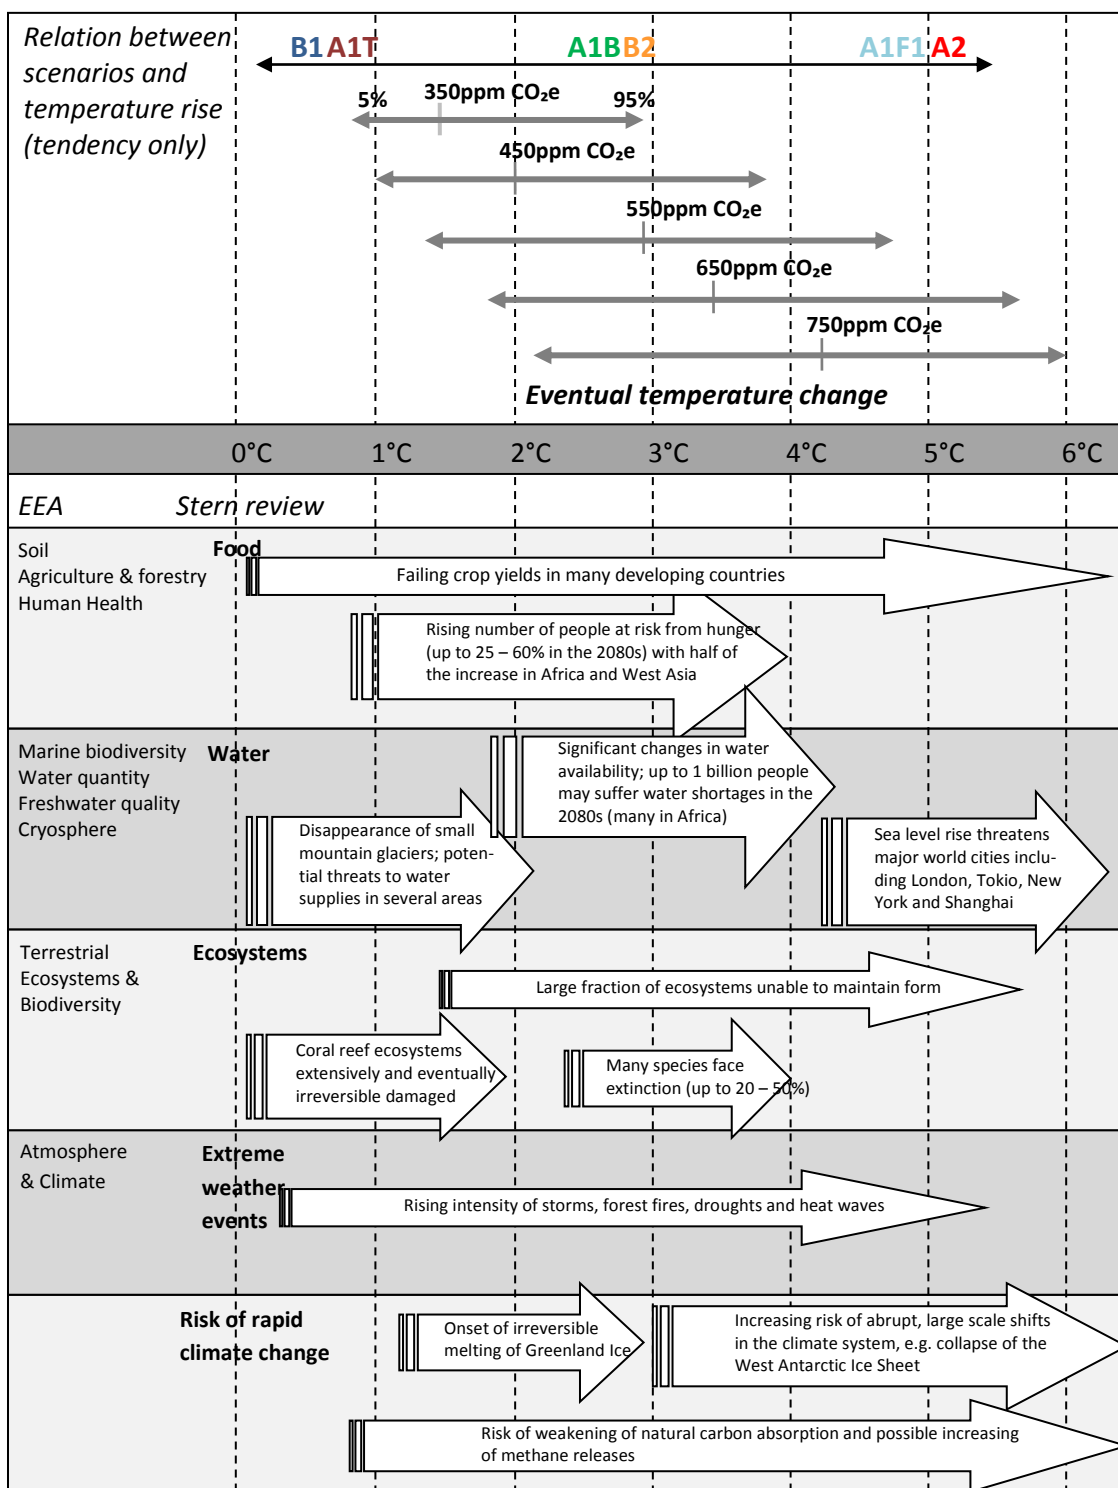 Relation between
scenarios and
temperature rise
(tendency only)
B1 A1T A1B B2 A1F1 A2
5% 350ppm CO₂e 95%
450ppm CO₂e
550ppm CO₂e
650ppm CO₂e
750ppm CO₂e
Eventual temperature change
0°C 1°C 2°C 3°C 4°C 5°C 6°C
EEA Stern review
Soil
Agriculture & forestry
Human Health
Food
Failing crop yields in many developing countries
Rising number of people at risk from hunger
(up to 25 – 60% in the 2080s) with half of
the increase in Africa and West Asia
Marine biodiversity
Water quantity
Freshwater quality
Cryosphere
Water
Significant changes in water
availability; up to 1 billion people
may suffer water shortages in the
2080s (many in Africa)
Disappearance of small
mountain glaciers; poten-
tial threats to water
supplies in several areas
Sea level rise threatens
major world cities inclu-
ding London, Tokio, New
York and Shanghai
Terrestrial
Ecosystems &
Biodiversity
Ecosystems
Large fraction of ecosystems unable to maintain form
Coral reef ecosystems
extensively and eventually
irreversible damaged
Many species face
extinction (up to 20 – 50%)
Atmosphere
& Climate
Extreme
weather
events
Rising intensity of storms, forest fires, droughts and heat waves
Risk of rapid
climate change
Onset of irreversible
melting of Greenland Ice
Increasing risk of abrupt, large scale shifts
in the climate system, e.g. collapse of the
West Antarctic Ice Sheet
Risk of weakening of natural carbon absorption and possible increasing
of methane releases